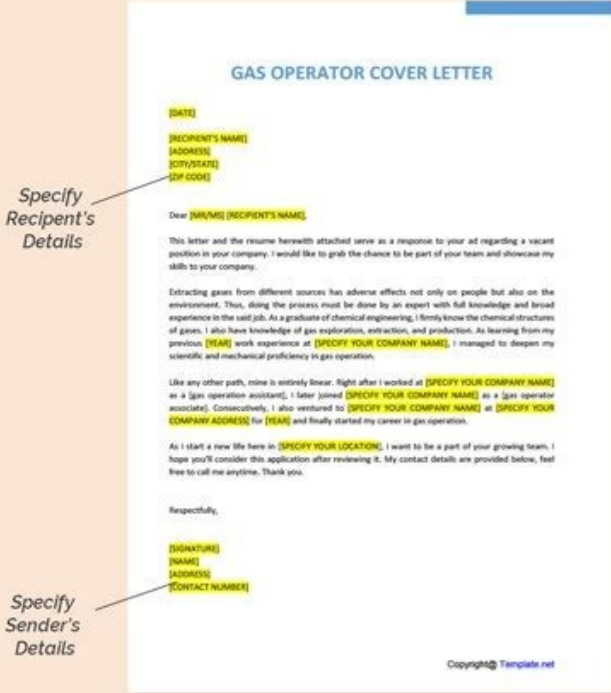 GAS OPERATOR COVER LETTER
[DATE]
[RECIPIENT'S NAME]
[ADDRESS]
[CITY/STATE]
[ZIP CODE]
Specify
Recipent's
Details
Dear [MR/MS] [RECIPIENT'S NAME],
This letter and the resume herewith attached serve as a response to your ad regarding a vacant
position in your company. I would like to grab the chance to be part of your team and showcase my
skills to your company.
Extracting gases from different sources has adverse effects not only on people but also on the
environment. Thus, doing the process must be done by an expert with full knowledge and broad
experience in the said job. As a graduate of chemical engineering, I firmly know the chemical structures
of gases. I also have knowledge of gas exploration, extraction, and production. As learning from my
previous [YEAR] work experience at [SPECIFY YOUR COMPANY NAME], I managed to deepen my
scientific and mechanical proficiency in gas operation.
Like any other path, mine is entirely linear. Right after I worked at [SPECIFY YOUR COMPANY NAME]
as a [gas operation assistant], I later joined [SPECIFY YOUR COMPANY NAME] as a [gas operator
associate]. Consecutively, I also ventured to [SPECIFY YOUR COMPANY NAME] at [SPECIFY YOUR
COMPANY ADDRESS] for [YEAR] and finally started my career in gas operation.
As I start a new life here in [SPECIFY YOUR LOCATION], I want to be a part of your growing team. I
hope you'll consider this application after reviewing it. My contact details are provided below, feel
free to call me anytime. Thank you.
Respectfully,
[SIGNATURE]
[NAME]
[ADDRESS]
[CONTACT NUMBER]
Specify
Sender's
Details
Copyright@ Template.net